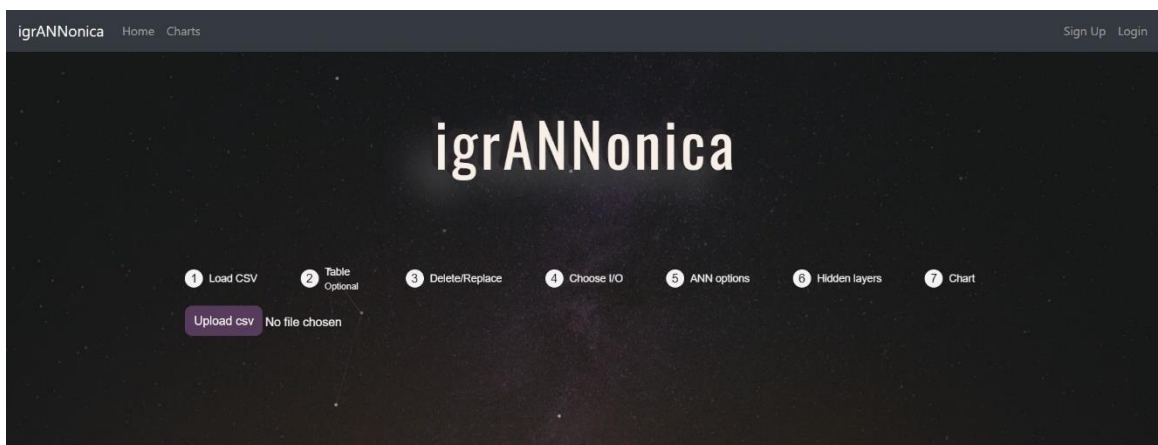 igrANNonica Home Charts Sign Up Login
igrANNonica
1 Load CSV 2 Table Optional 3 Delete/Replace 4 Choose I/O 5 ANN options 6 Hidden layers 7 Chart
Upload csv No file chosen